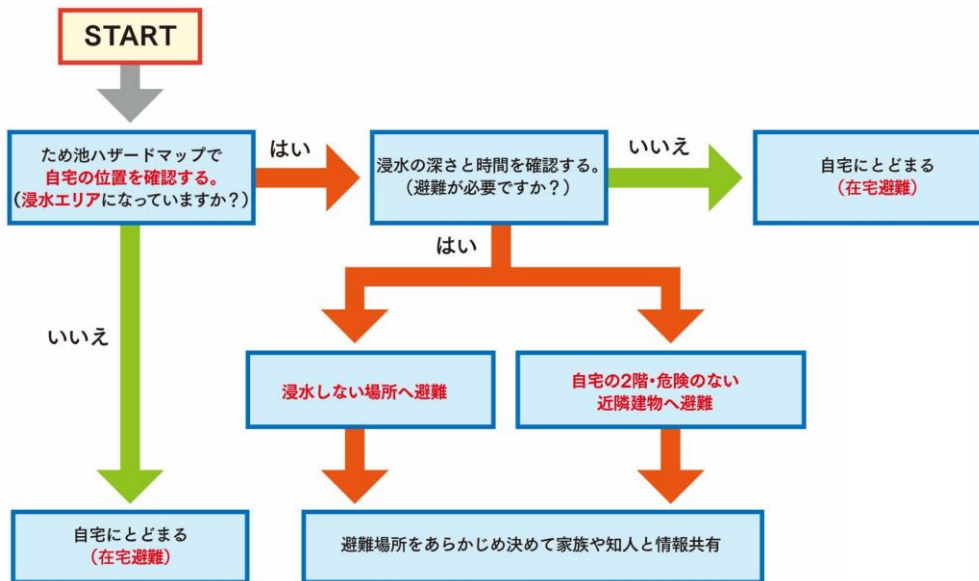 START
ため池ハザードマップで
自宅の位置を確認する。
(浸水エリアになっていますか?)
はい
浸水の深さと時間を確認する。
(避難が必要ですか?)
いいえ
自宅にとどまる
(在宅避難)
はい
いいえ
浸水しない場所へ避難
自宅の2階・危険のない
近隣建物へ避難
自宅にとどまる
(在宅避難)
避難場所をあらかじめ決めて家族や知人と情報共有